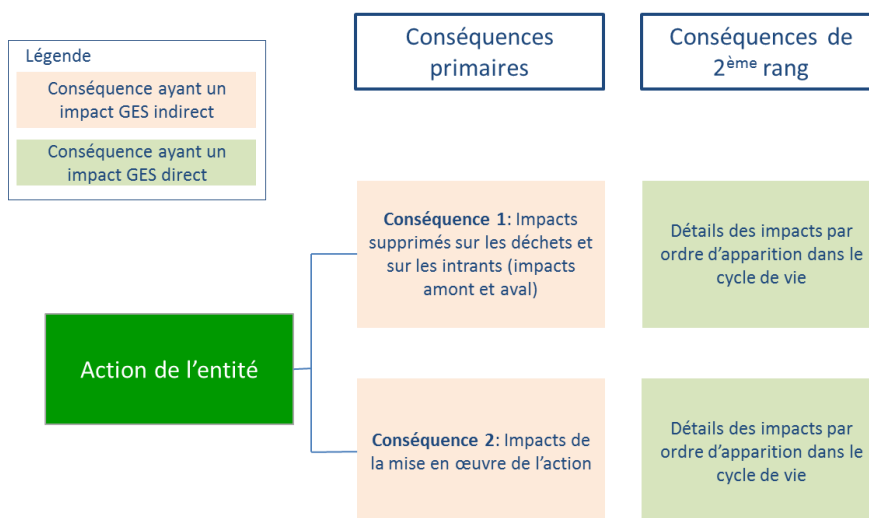 Légende
Conséquence ayant un
impact GES indirect
Conséquence ayant un
impact GES direct
Conséquences
primaires
Conséquences de
2ème rang
Action de l’entité
Conséquence 1: Impacts
supprimés sur les déchets et
sur les intrants (impacts
amont et aval)
Détails des impacts par
ordre d’apparition dans le
cycle de vie
Conséquence 2: Impacts de
la mise en œuvre de l’action
Détails des impacts par
ordre d’apparition dans le
cycle de vie